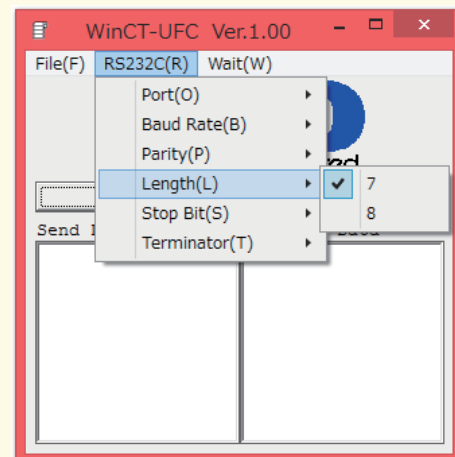 WinCT-UFC Ver.1.00
File(F) RS232C(R) Wait(W)
Port(O)
Baud Rate(B)
Parity(P)
Length(L)
7
Stop Bit(S)
8
Terminator(T)
Send